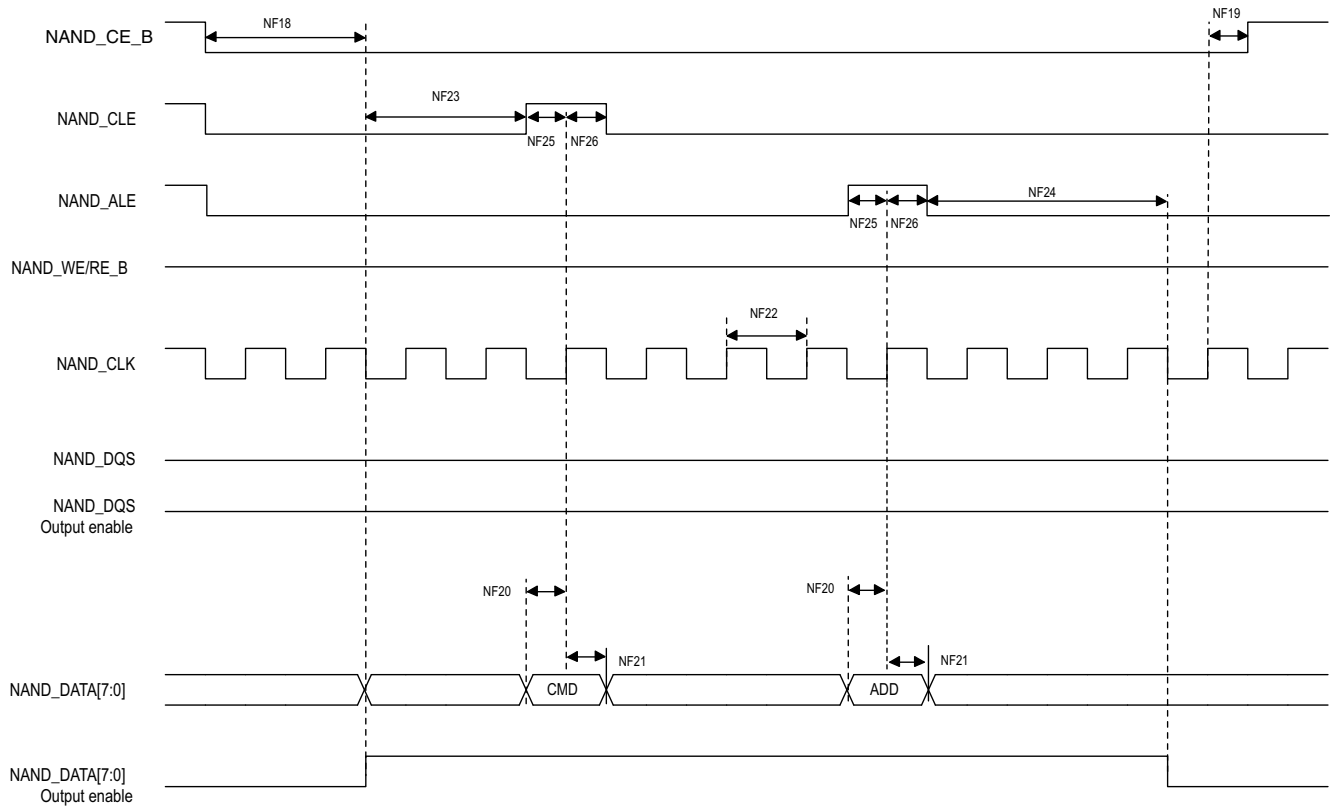 NF19
NF18
NAND_CE_B
NF23
NAND_CLE
NF25 NF26
NAND_ALE
NF24
NF25 NF26
NAND_WE/RE_B
NF22
NAND_CLK
NAND_DQS
NAND_DQS
Output enable
NF20
NF20
NF21
NF21
NAND_DATA[7:0]
CMD
ADD
NAND_DATA[7:0]
Output enable